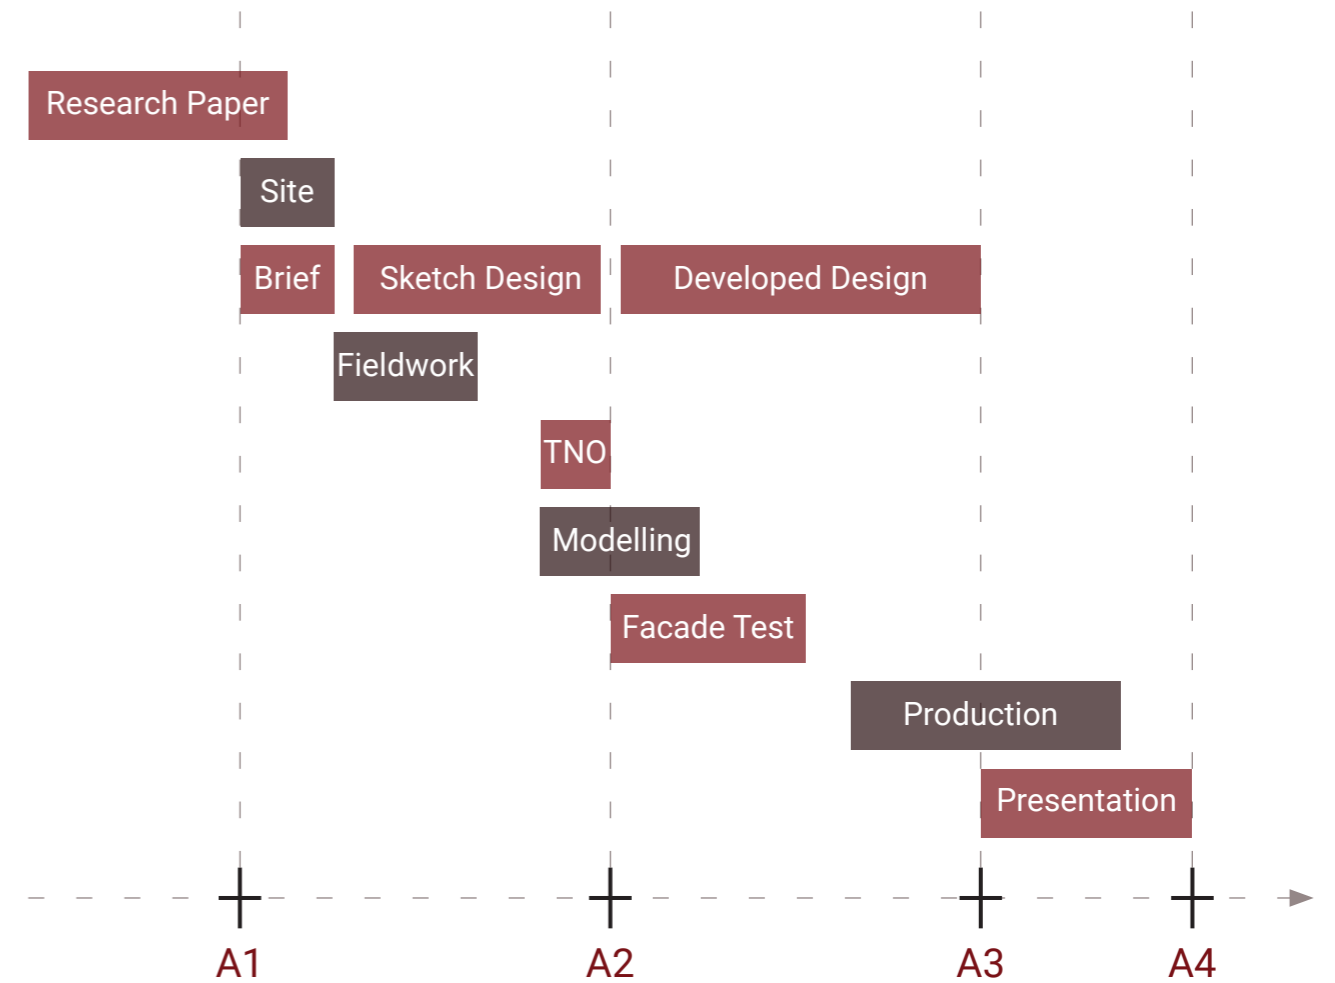 Research Paper
Site
Brief
Sketch Design
Developed Design
Fieldwork
TNO
Modelling
Facade Test
Production
Presentation
A1
A2
A3
A4